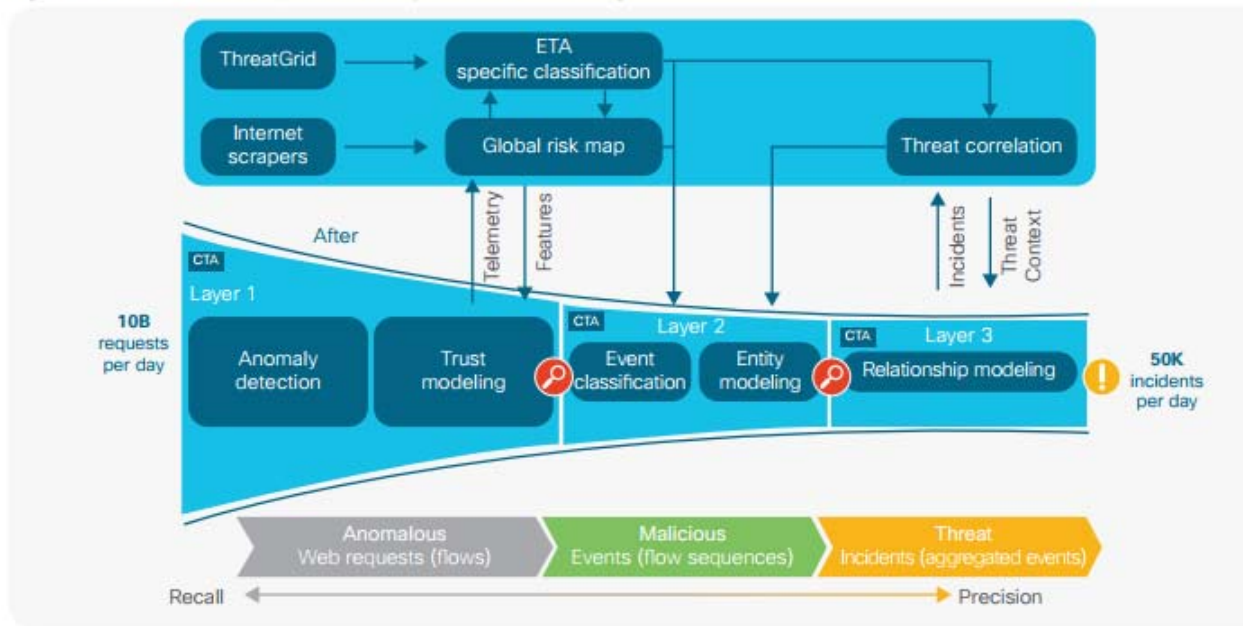 ThreatGrid
ETA
specific classification
Internet
scrapers
Global risk map
Threat correlation
After
Telemetry
Features
Incidents
Threat
Context
CTA
Layer 1
10B
requests
per day
Anomaly
detection
Trust
modeling
CTA
Layer 2
Event
classification
Entity
modeling
CTA
Layer 3
Relationship modeling
50K
incidents
per day
Anomalous
Web requests (flows)
Malicious
Events (flow sequences)
Threat
Incidents (aggregated events)
Recall
Precision